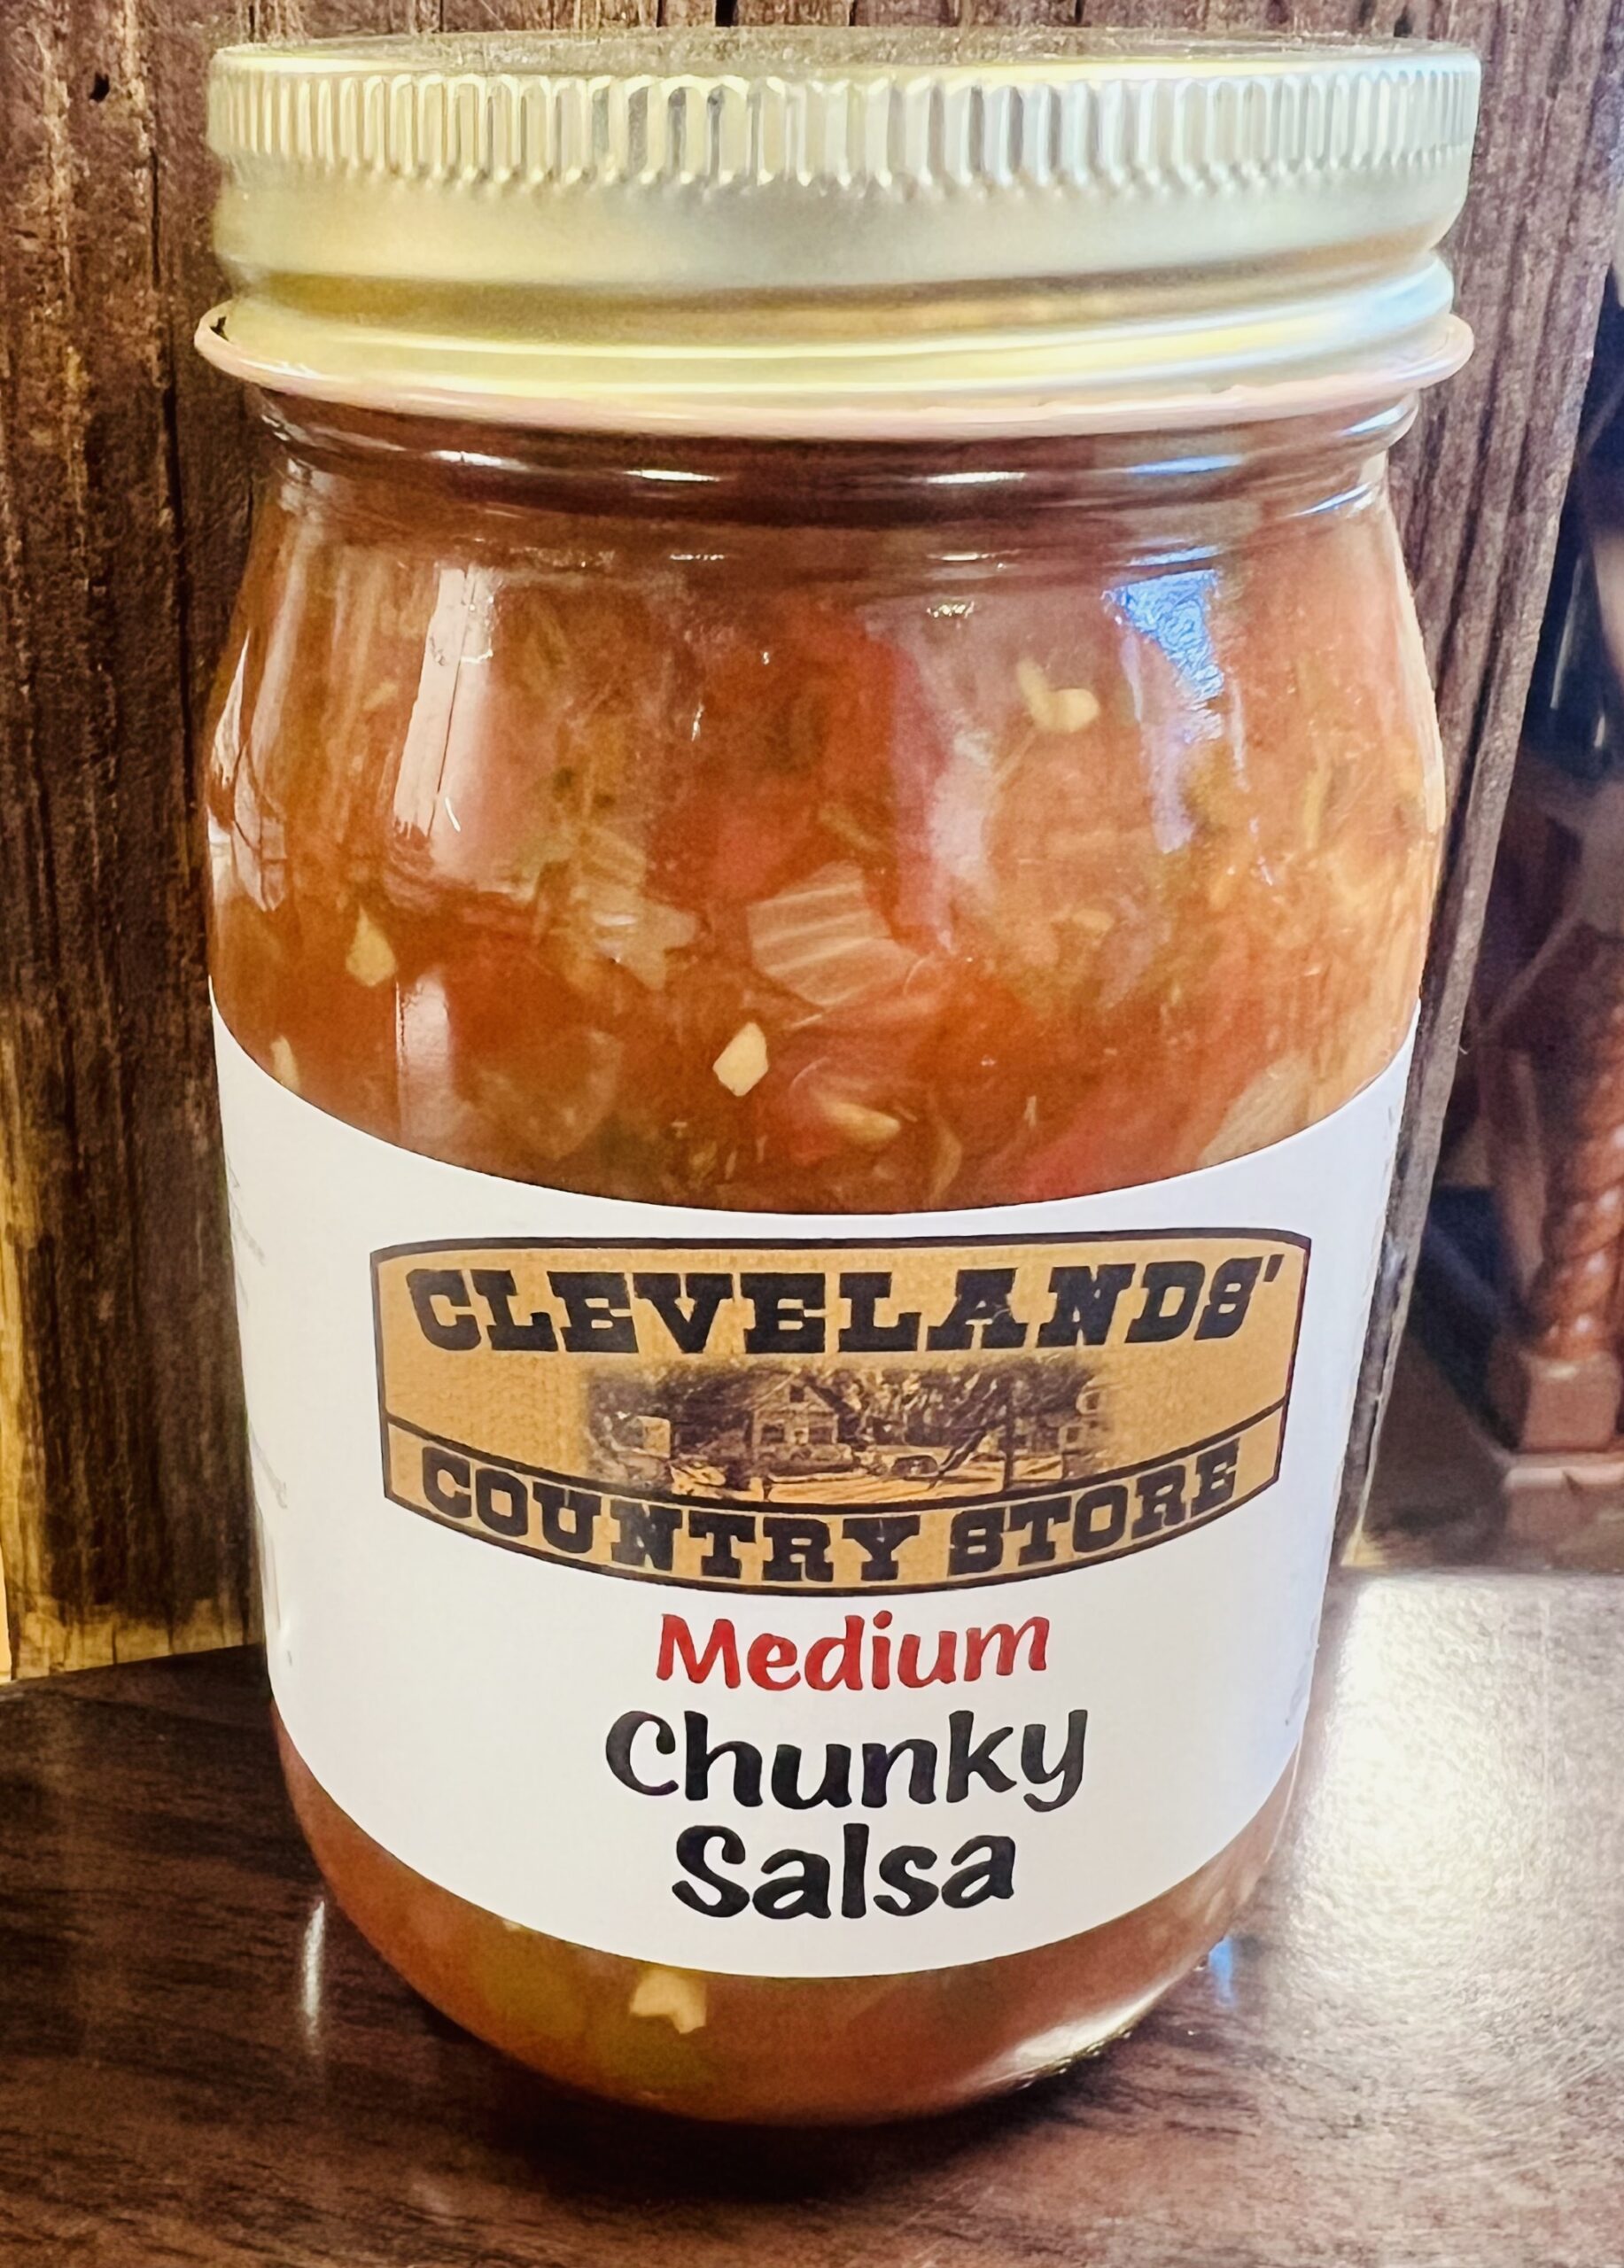 CLEVELANDS'
COUNTRY STORE
Medium
Chunky
Salsa